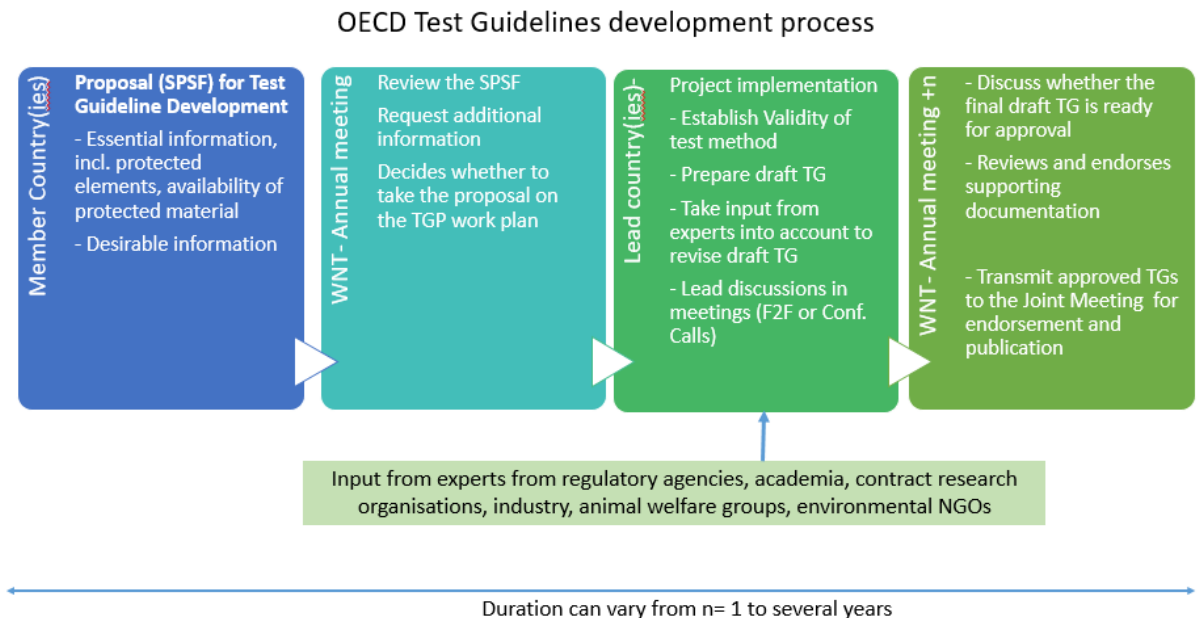 OECD Test Guidelines development process
Member Country(ies)
Proposal (SPSF) for Test
Guideline Development
- Essential information,
incl. protected
elements, availability of
protected material
- Desirable information
WNT - Annual meeting
Review the SPSF
Request additional
information
Decides whether to
take the proposal on
the TGP work plan
Lead country(ies)-
Project implementation
- Establish Validity of
test method
- Prepare draft TG
- Take input from
experts into account to
revise draft TG
- Lead discussions in
meetings (F2F or Conf.
Calls)
WNT - Annual meeting +n
- Discuss whether the
final draft TG is ready
for approval
- Reviews and endorses
supporting
documentation
- Transmit approved TGs
to the Joint Meeting for
endorsement and
publication
Input from experts from regulatory agencies, academia, contract research
organisations, industry, animal welfare groups, environmental NGOs
Duration can vary from n= 1 to several years